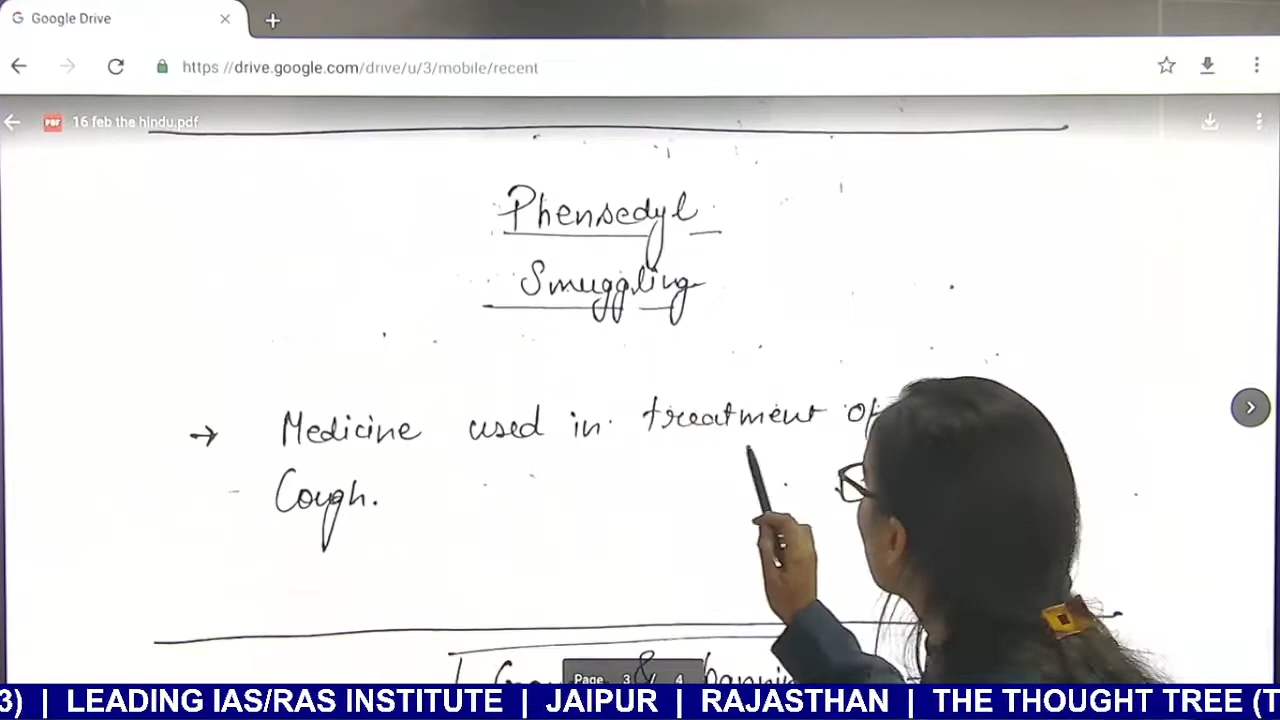 Google Drive
https://drive.google.com/drive/u/3/mobile/recent
16 feb the hindu.pdf
Phensedyl
Smuggling
→ Medicine used in treatment of
Cough.
&
Page 3 / 4
3) | LEADING IAS/RAS INSTITUTE | JAIPUR | RAJASTHAN | THE THOUGHT TREE (T